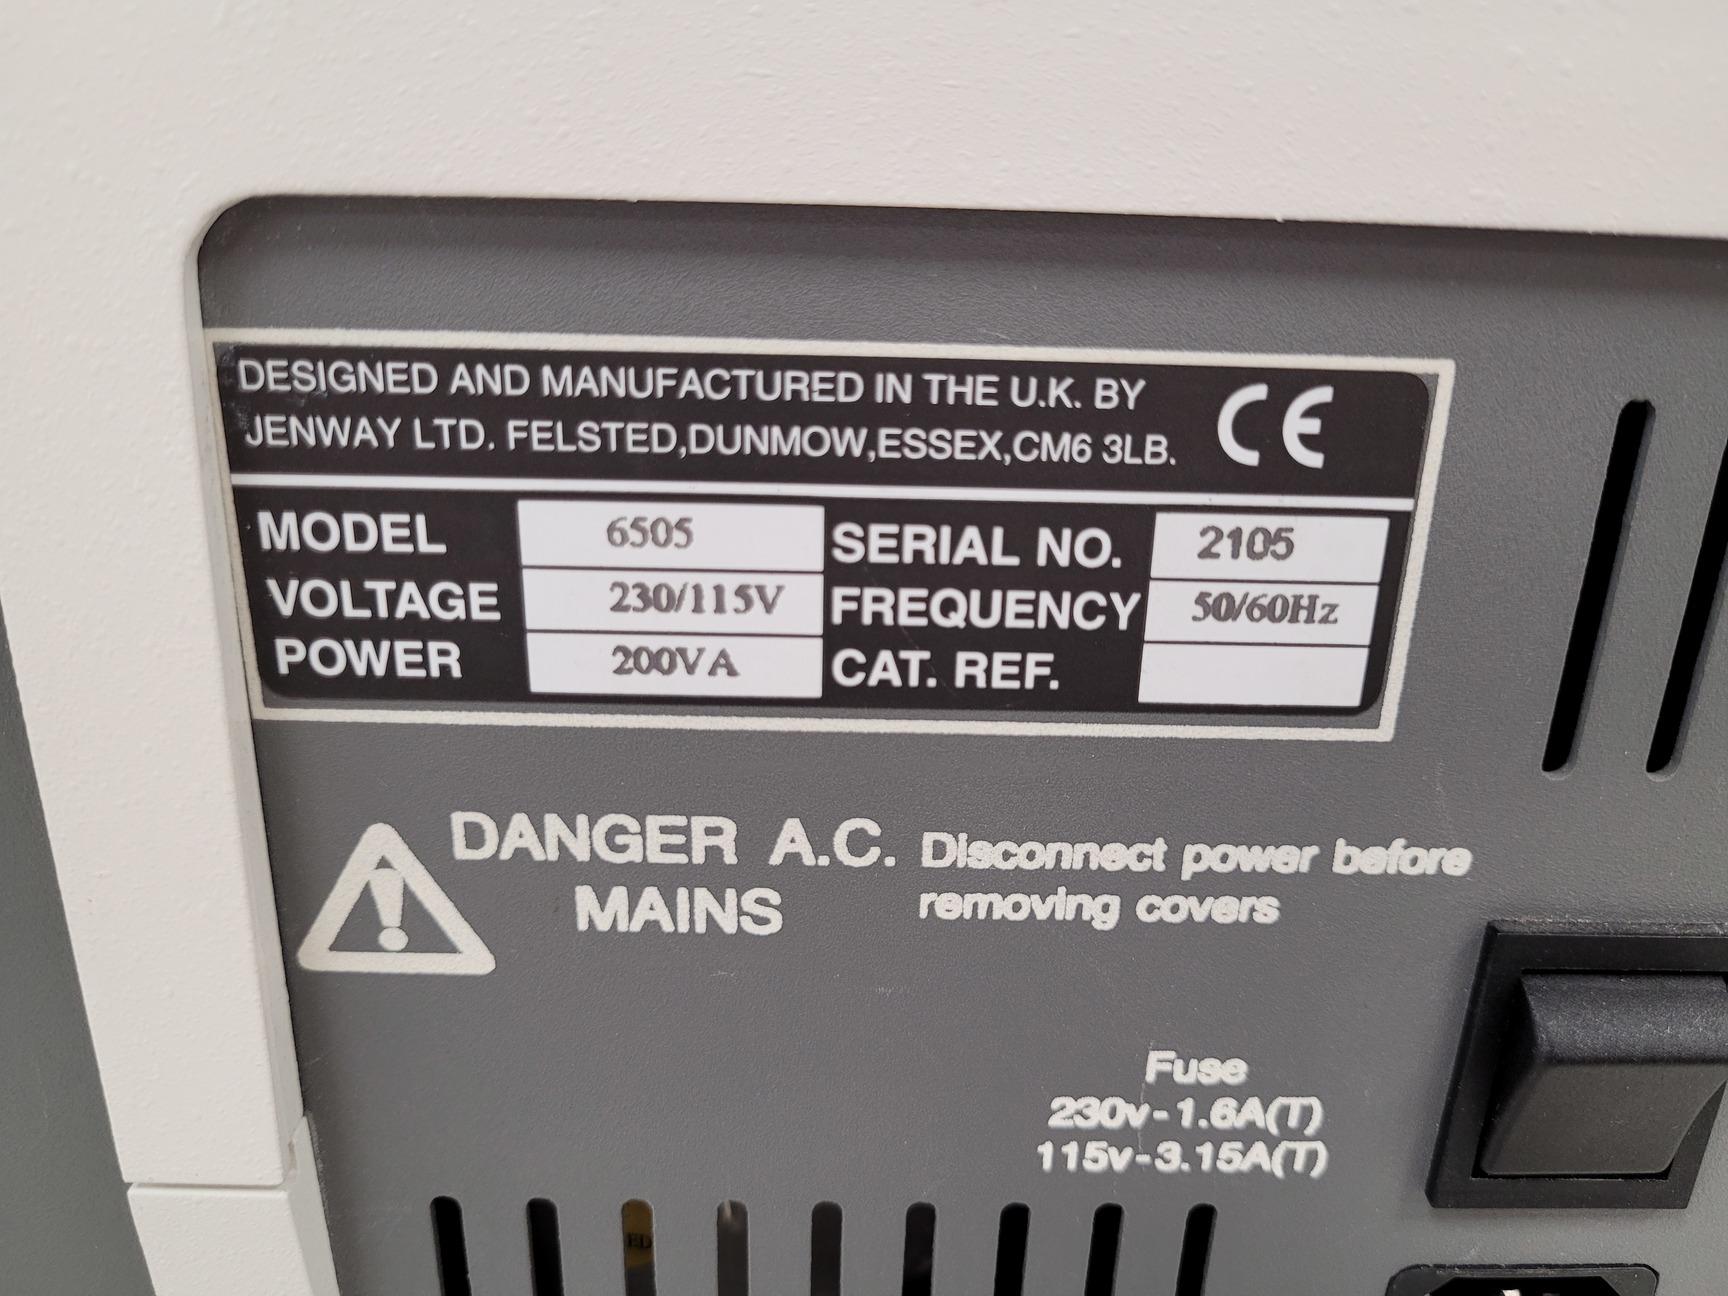 DESIGNED AND MANUFACTURED IN THE U.K. BY
JENWAY LTD. FELSTED,DUNMOW,ESSEX,CM6 3LB.
CE
MODEL 6505 SERIAL NO. 2105
VOLTAGE 230/115V FREQUENCY 50/60Hz
POWER 200VA CAT. REF.
DANGER A.C.
MAINS
Disconnect power before
removing covers
Fuse
230v-1.6A(T)
115v-3.15A(T)
ED